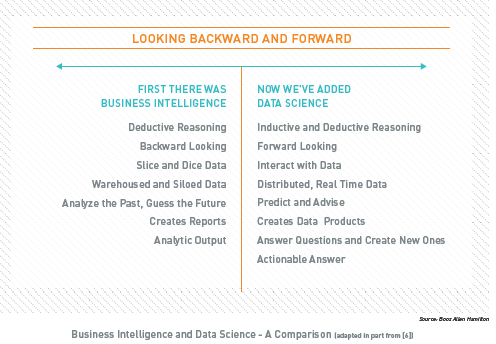 LOOKING BACKWARD AND FORWARD
FIRST THERE WAS
BUSINESS INTELLIGENCE
Deductive Reasoning
Backward Looking
Slice and Dice Data
Warehoused and Siloed Data
Analyze the Past, Guess the Future
Creates Reports
Analytic Output
NOW WE'VE ADDED
DATA SCIENCE
Inductive and Deductive Reasoning
Forward Looking
Interact with Data
Distributed, Real Time Data
Predict and Advise
Creates Data Products
Answer Questions and Create New Ones
Actionable Answer
Source: Booz Allen Hamilton
Business Intelligence and Data Science - A Comparison (adapted in part from [6])